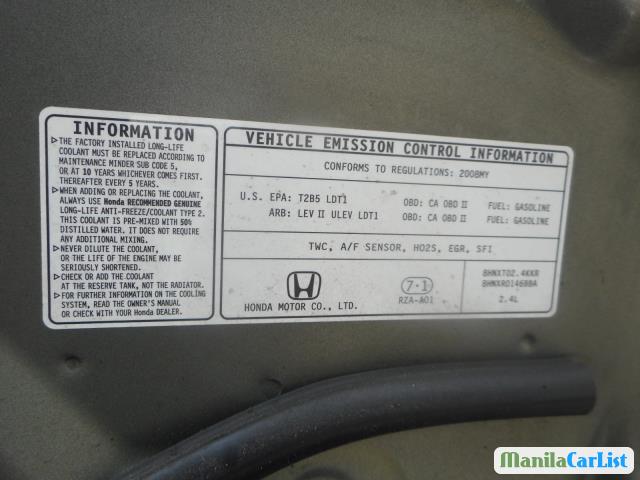 INFORMATION
▷THE FACTORY INSTALLED LONG-LIFE
COOLANT MUST BE REPLACED ACCORDING TO
MAINTENANCE MINDER SUB CODE 5,
OR AT 10 YEARS WHICHEVER COMES FIRST.
THEREAFTER EVERY 5 YEARS.
▷WHEN ADDING OR REPLACING THE COOLANT,
ALWAYS USE Honda RECOMMENDED GENUINE
LONG-LIFE ANTI-FREEZE/COOLANT TYPE 2.
THIS COOLANT IS PRE-MIXED WITH 50%
DISTILLED WATER. IT DOES NOT REQUIRE
ANY ADDITIONAL MIXING.
▷NEVER DILUTE THE COOLANT,
OR THE LIFE OF THE ENGINE MAY BE
SERIOUSLY SHORTENED.
▷CHECK OR ADD THE COOLANT
AT THE RESERVE TANK, NOT THE RADIATOR.
▷FOR FURTHER INFORMATION ON THE COOLING
SYSTEM, READ THE OWNER'S MANUAL
OR CHECK WITH YOUR Honda DEALER.
VEHICLE EMISSION CONTROL INFORMATION
CONFORMS TO REGULATIONS: 2008MY
U.S. EPA: T2B5 LDT1 OBD: CA OBD II FUEL: GASOLINE
ARB: LEV II ULEV LDT1 OBD: CA OBD II FUEL: GASOLINE
TWC, A/F SENSOR, HO2S, EGR, SFI
HONDA MOTOR CO., LTD.
7-1
RZA-A01
8HNXT02.4KKR
8HNXR0146BBA
2.4L
ManilaCarList
.com